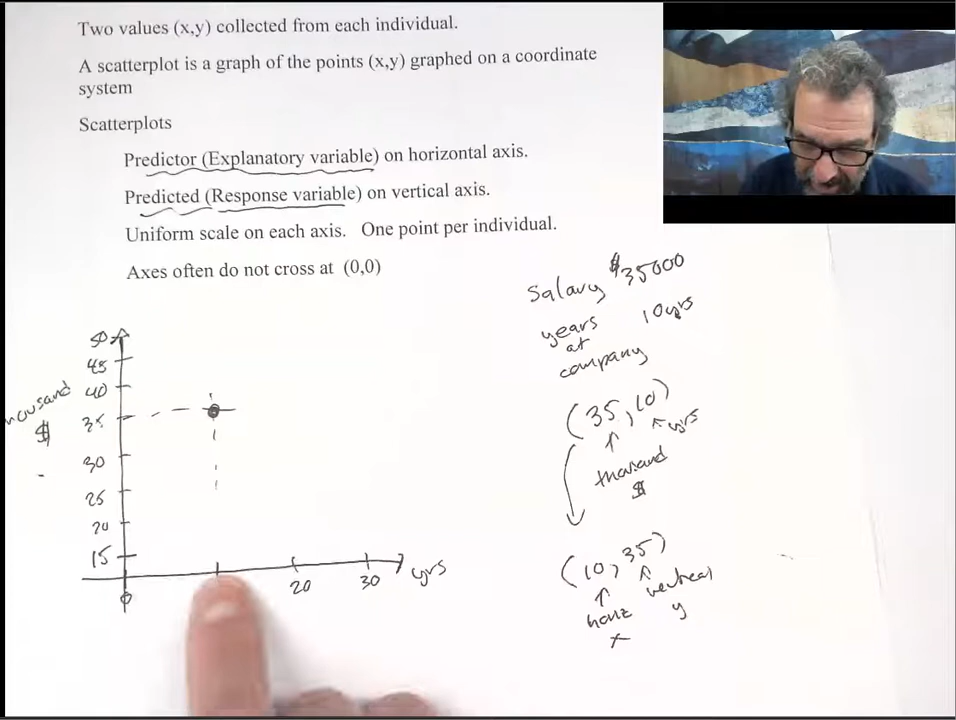 Two values (x,y) collected from each individual.
A scatterplot is a graph of the points (x,y) graphed on a coordinate
system
Scatterplots
Predictor (Explanatory variable) on horizontal axis.
Predicted (Response variable) on vertical axis.
Uniform scale on each axis. One point per individual.
Axes often do not cross at (0,0)
Salary $35000
years 10 yrs
at
company
(35,10)
yrs
thousand
$
(10,35)
horiz vertical
x y
50
45
40
35
30
25
20
15
$
0
20
30
yrs